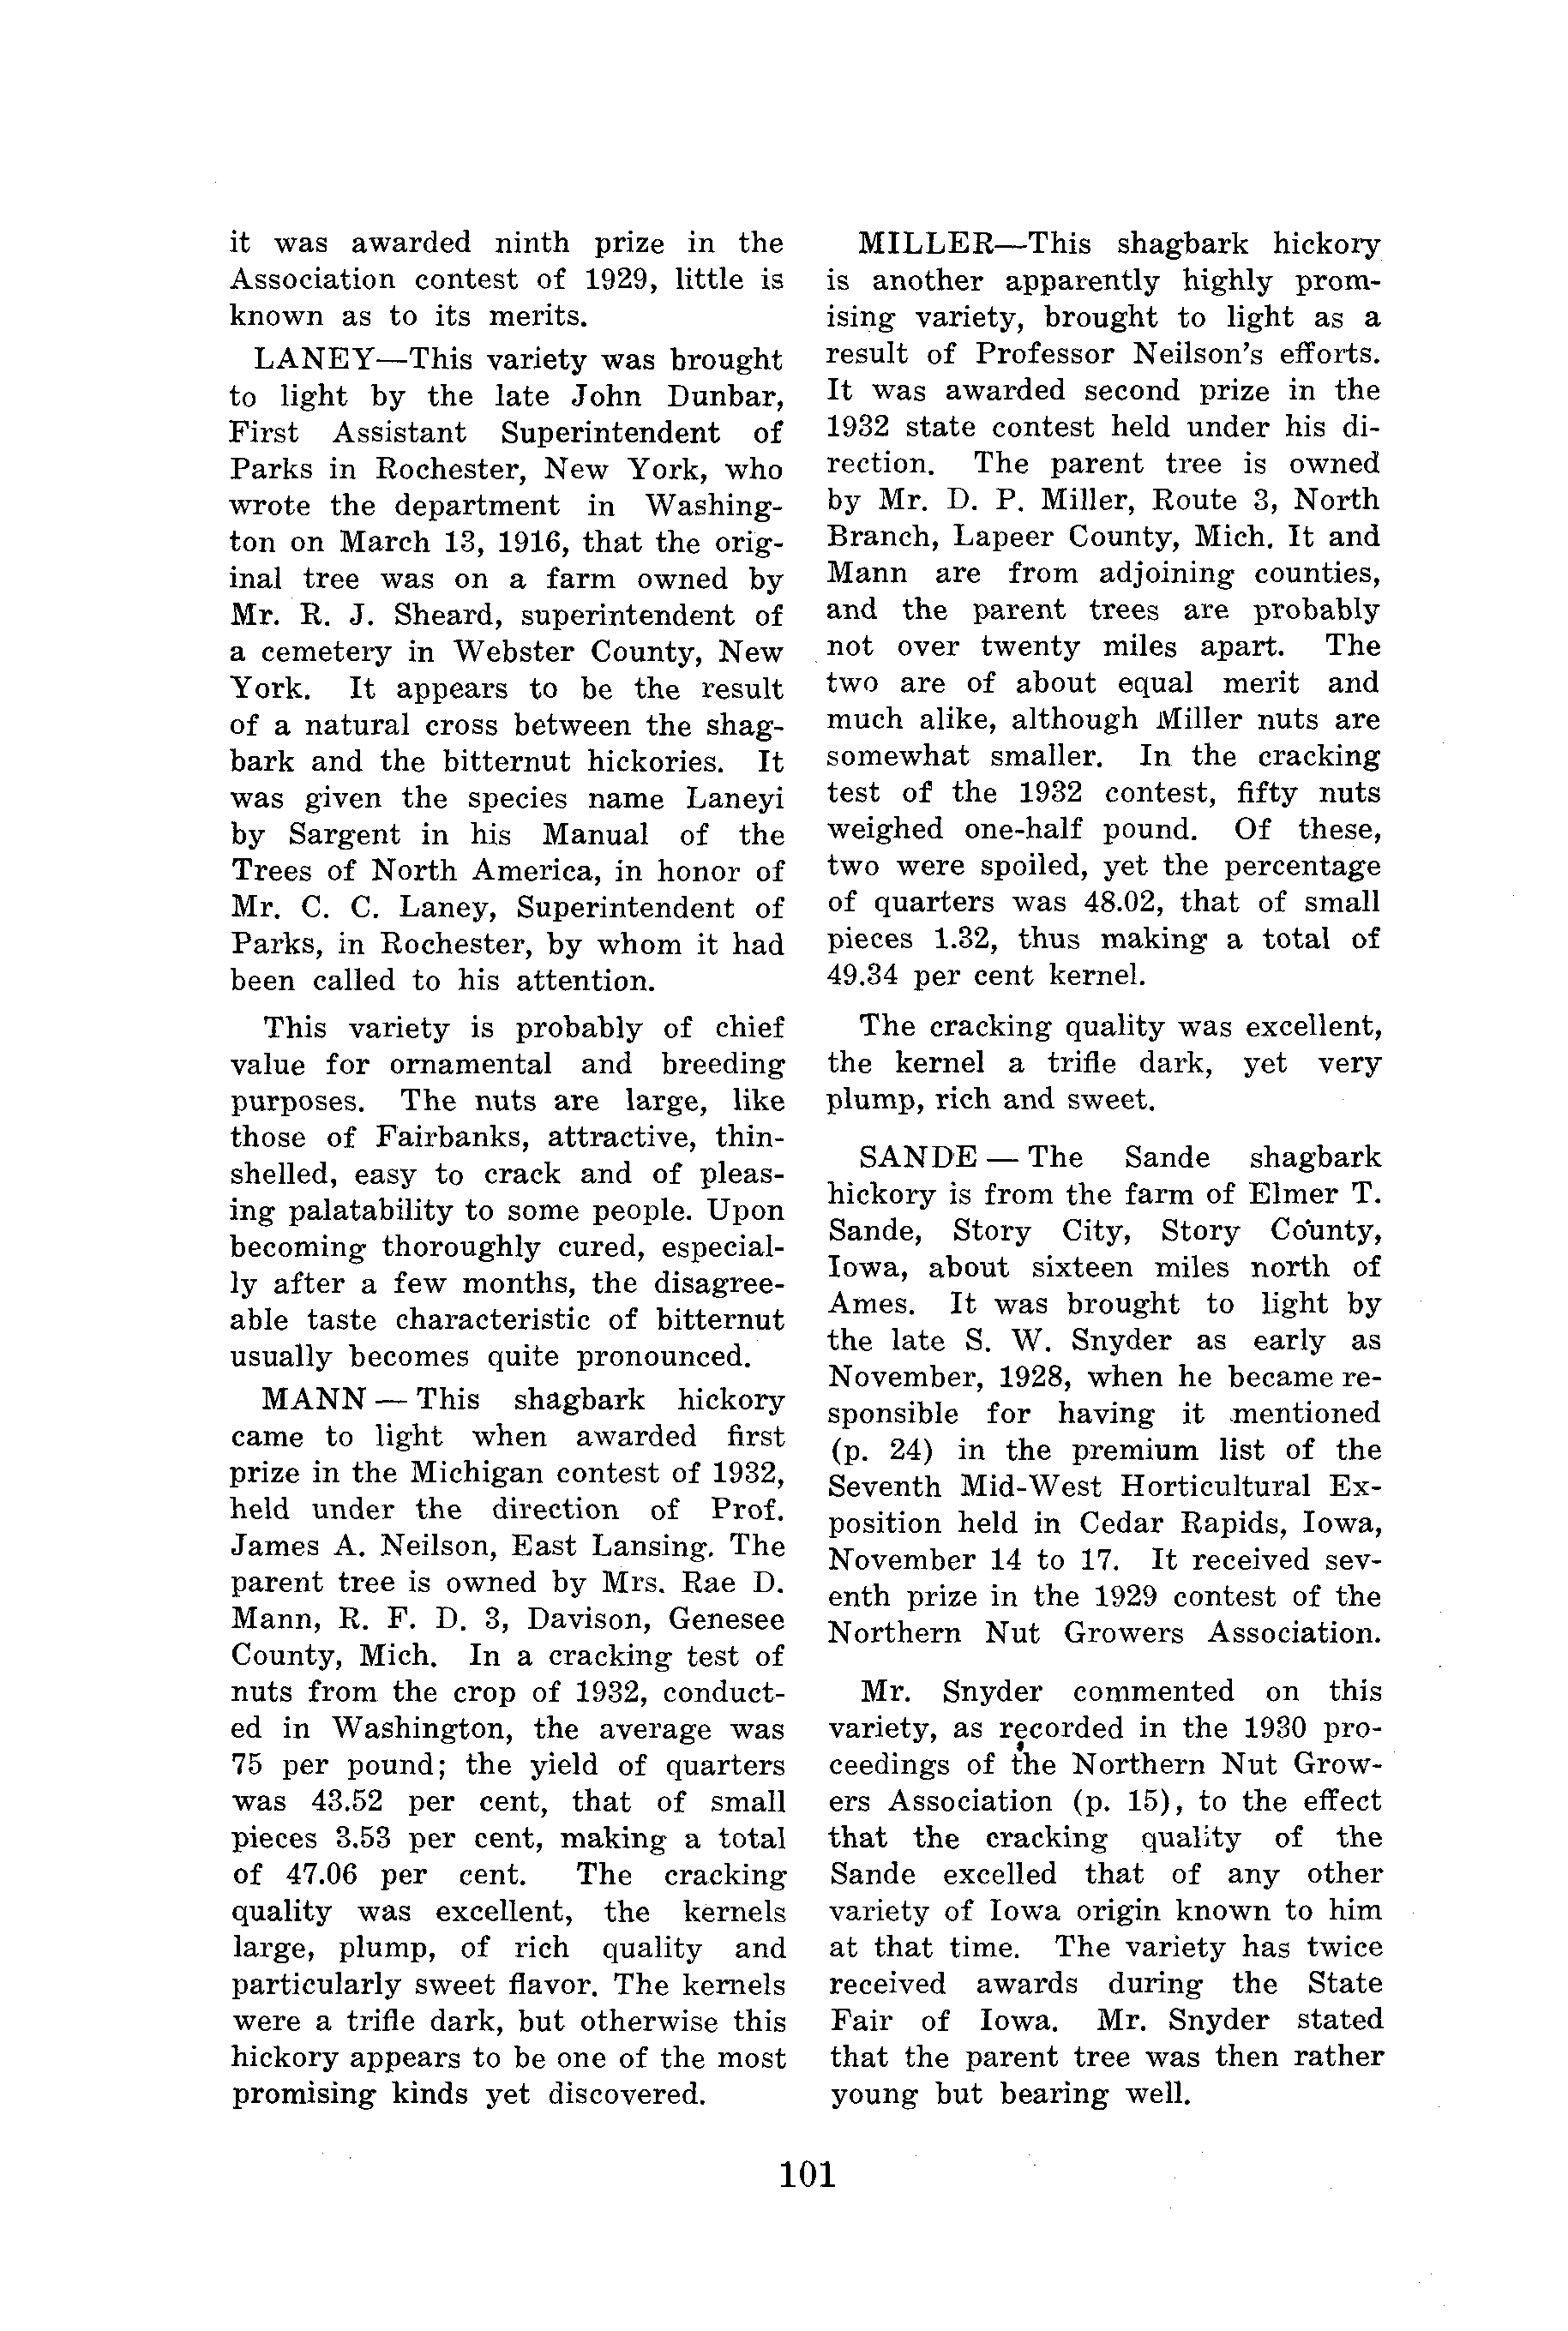 it was awarded ninth prize in the
Association contest of 1929, little is
known as to its merits.
LANEY—This variety was brought
to light by the late John Dunbar,
First Assistant Superintendent of
Parks in Rochester, New York, who
wrote the department in Washing-
ton on March 13, 1916, that the orig-
inal tree was on a farm owned by
Mr. R. J. Sheard, superintendent of
a cemetery in Webster County, New
York. It appears to be the result
of a natural cross between the shag-
bark and the bitternut hickories. It
was given the species name Laneyi
by Sargent in his Manual of the
Trees of North America, in honor of
Mr. C. C. Laney, Superintendent of
Parks, in Rochester, by whom it had
been called to his attention.
This variety is probably of chief
value for ornamental and breeding
purposes. The nuts are large, like
those of Fairbanks, attractive, thin-
shelled, easy to crack and of pleas-
ing palatability to some people. Upon
becoming thoroughly cured, especial-
ly after a few months, the disagree-
able taste characteristic of bitternut
usually becomes quite pronounced.
MANN — This shagbark hickory
came to light when awarded first
prize in the Michigan contest of 1932,
held under the direction of Prof.
James A. Neilson, East Lansing. The
parent tree is owned by Mrs. Rae D.
Mann, R. F. D. 3, Davison, Genesee
County, Mich. In a cracking test of
nuts from the crop of 1932, conduct-
ed in Washington, the average was
75 per pound; the yield of quarters
was 43.52 per cent, that of small
pieces 3.53 per cent, making a total
of 47.06 per cent. The cracking
quality was excellent, the kernels
large, plump, of rich quality and
particularly sweet flavor. The kernels
were a trifle dark, but otherwise this
hickory appears to be one of the most
promising kinds yet discovered.
MILLER—This shagbark hickory
is another apparently highly prom-
ising variety, brought to light as a
result of Professor Neilson's efforts.
It was awarded second prize in the
1932 state contest held under his di-
rection. The parent tree is owned
by Mr. D. P. Miller, Route 3, North
Branch, Lapeer County, Mich. It and
Mann are from adjoining counties,
and the parent trees are probably
not over twenty miles apart. The
two are of about equal merit and
much alike, although Miller nuts are
somewhat smaller. In the cracking
test of the 1932 contest, fifty nuts
weighed one-half pound. Of these,
two were spoiled, yet the percentage
of quarters was 48.02, that of small
pieces 1.32, thus making a total of
49.34 per cent kernel.
The cracking quality was excellent,
the kernel a trifle dark, yet very
plump, rich and sweet.
SANDE — The Sande shagbark
hickory is from the farm of Elmer T.
Sande, Story City, Story County,
Iowa, about sixteen miles north of
Ames. It was brought to light by
the late S. W. Snyder as early as
November, 1928, when he became re-
sponsible for having it mentioned
(p. 24) in the premium list of the
Seventh Mid-West Horticultural Ex-
position held in Cedar Rapids, Iowa,
November 14 to 17. It received sev-
enth prize in the 1929 contest of the
Northern Nut Growers Association.
Mr. Snyder commented on this
variety, as recorded in the 1930 pro-
ceedings of the Northern Nut Grow-
ers Association (p. 15), to the effect
that the cracking quality of the
Sande excelled that of any other
variety of Iowa origin known to him
at that time. The variety has twice
received awards during the State
Fair of Iowa. Mr. Snyder stated
that the parent tree was then rather
young but bearing well.
101